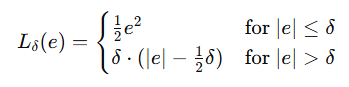 L_δ(e) = { ½e² for |e| ≤ δ
δ · (|e| − ½δ) for |e| > δ